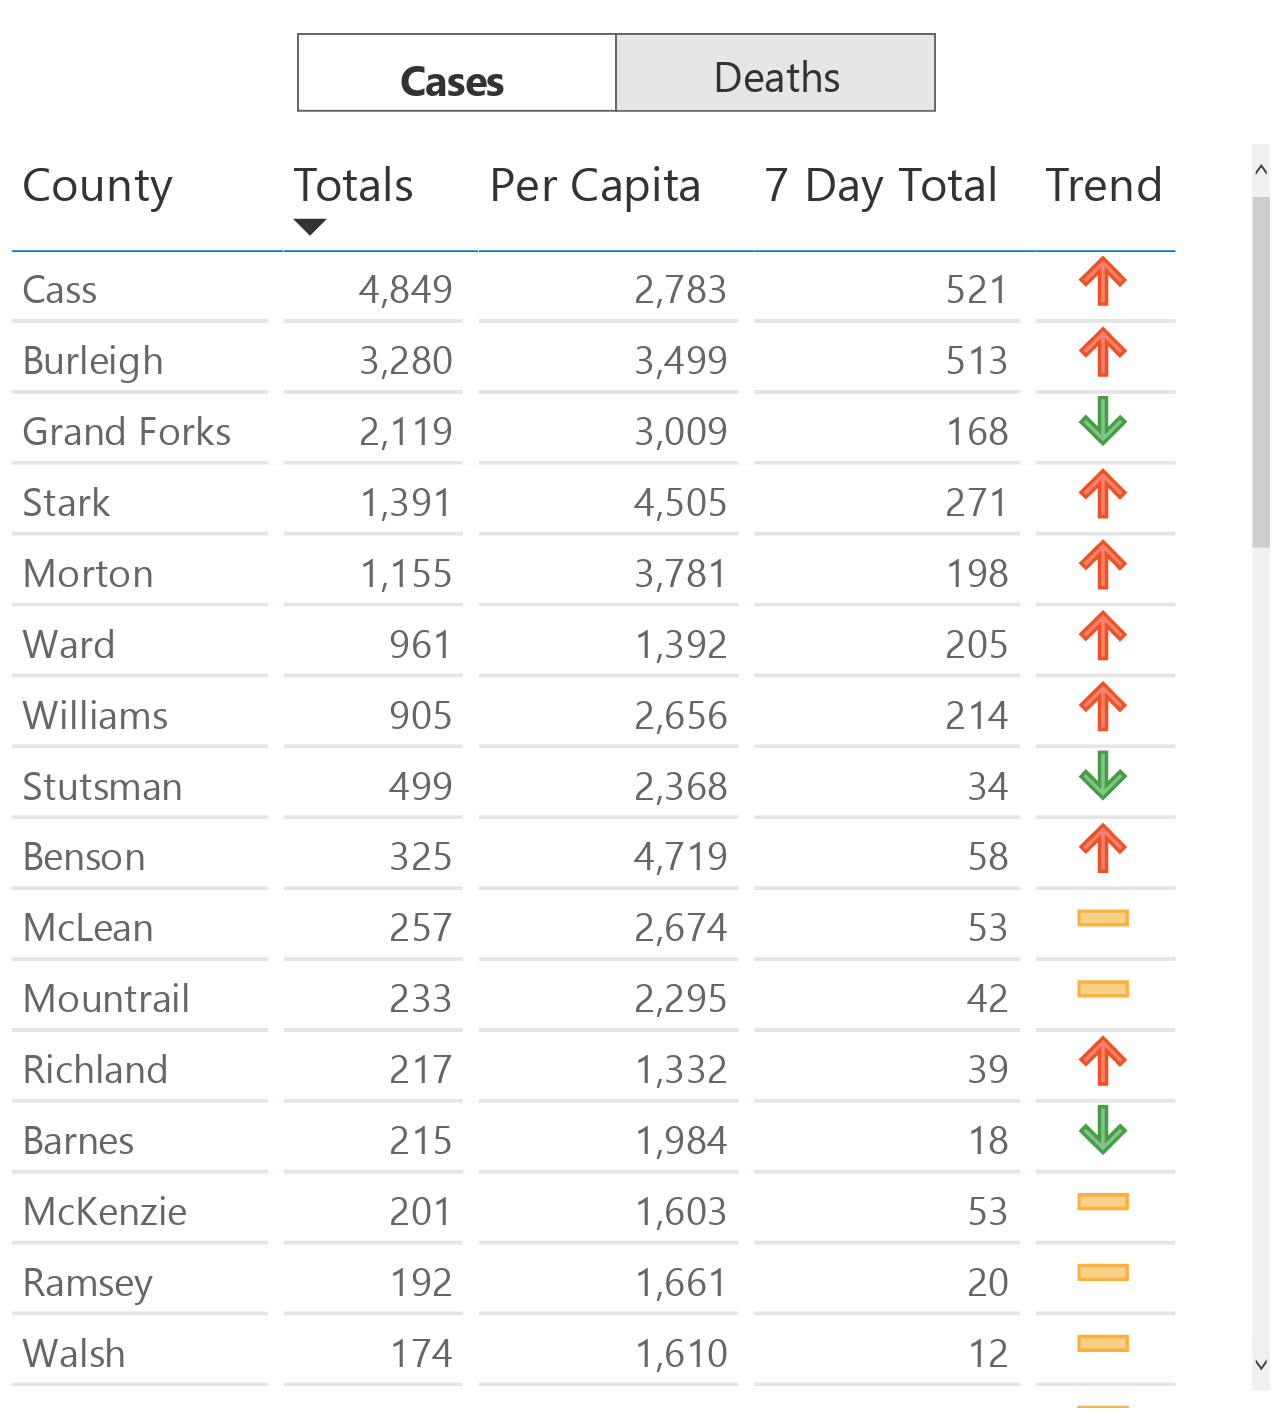 Cases Deaths
County Totals Per Capita 7 Day Total Trend
Cass 4,849 2,783 521
Burleigh 3,280 3,499 513
Grand Forks 2,119 3,009 168
Stark 1,391 4,505 271
Morton 1,155 3,781 198
Ward 961 1,392 205
Williams 905 2,656 214
Stutsman 499 2,368 34
Benson 325 4,719 58
McLean 257 2,674 53
Mountrail 233 2,295 42
Richland 217 1,332 39
Barnes 215 1,984 18
McKenzie 201 1,603 53
Ramsey 192 1,661 20
Walsh 174 1,610 12